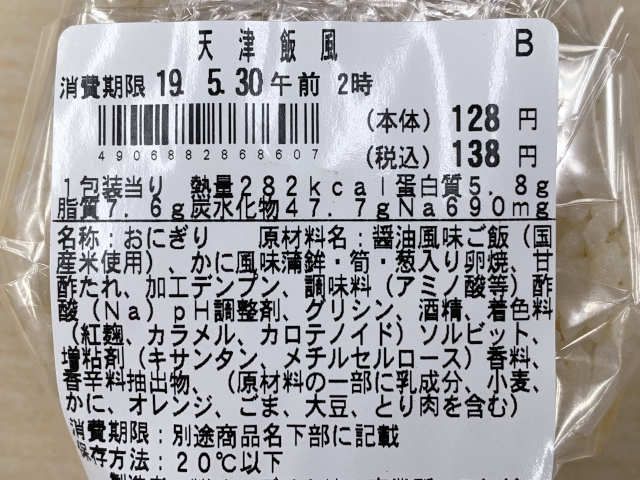 天津飯風 B
消費期限 19. 5.30午前 2時
(本体) 128円
4906882868607
(税込) 138円
1包装当り 熱量282kcal蛋白質5.8g
脂質7.6g炭水化物47.7gNa690mg
名称:おにぎり 原材料名:醤油風味ご飯(国
産米使用)、かに風味蒲鉾・筍・葱入り卵焼、甘
酢たれ、加工デンプン、調味料(アミノ酸等)酢
酸(Na)pH調整剤、グリシン、酒精、着色料
(紅麹、カラメル、カロテノイド)ソルビット、
増粘剤(キサンタン、メチルセルロース)香料、
香辛料抽出物、(原材料の一部に乳成分、小麦、
かに、オレンジ、ごま、大豆、とり肉を含む)
消費期限:別途商品名下部に記載
保存方法:20℃以下